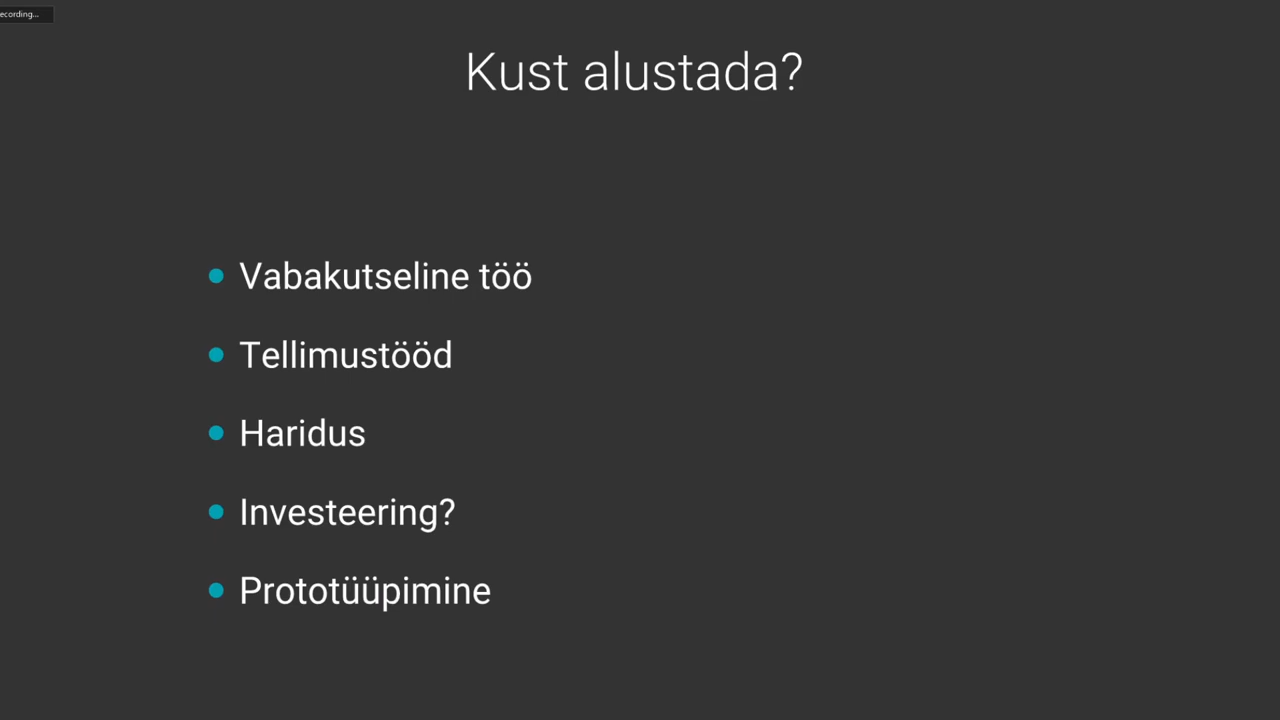 ecording...
Kust alustada?
Vabakutseline töö
Tellimustööd
Haridus
Investeering?
Prototüüpimine